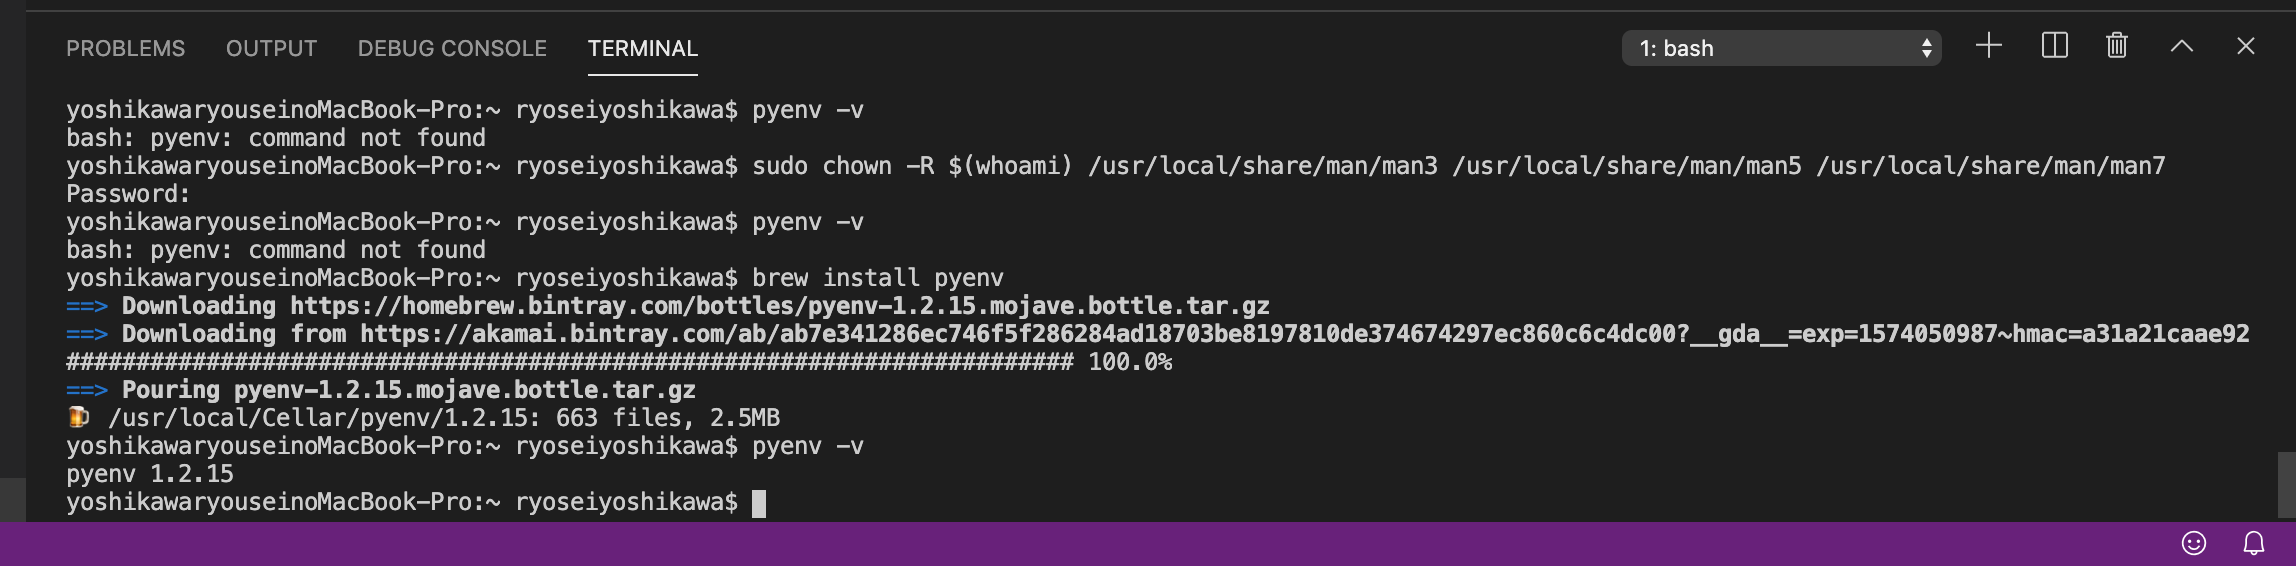 PROBLEMS OUTPUT DEBUG CONSOLE TERMINAL 1: bash
yoshikawaryouseinoMacBook-Pro:~ ryoseiyoshikawa$ pyenv -v
bash: pyenv: command not found
yoshikawaryouseinoMacBook-Pro:~ ryoseiyoshikawa$ sudo chown -R $(whoami) /usr/local/share/man/man3 /usr/local/share/man/man5 /usr/local/share/man/man7
Password:
yoshikawaryouseinoMacBook-Pro:~ ryoseiyoshikawa$ pyenv -v
bash: pyenv: command not found
yoshikawaryouseinoMacBook-Pro:~ ryoseiyoshikawa$ brew install pyenv
==> Downloading https://homebrew.bintray.com/bottles/pyenv-1.2.15.mojave.bottle.tar.gz
==> Downloading from https://akamai.bintray.com/ab/ab7e341286ec746f5f286284ad18703be8197810de374674297ec860c6c4dc00?__gda__=exp=1574050987~hmac=a31a21caae92
######################################################################## 100.0%
==> Pouring pyenv-1.2.15.mojave.bottle.tar.gz
🍺 /usr/local/Cellar/pyenv/1.2.15: 663 files, 2.5MB
yoshikawaryouseinoMacBook-Pro:~ ryoseiyoshikawa$ pyenv -v
pyenv 1.2.15
yoshikawaryouseinoMacBook-Pro:~ ryoseiyoshikawa$